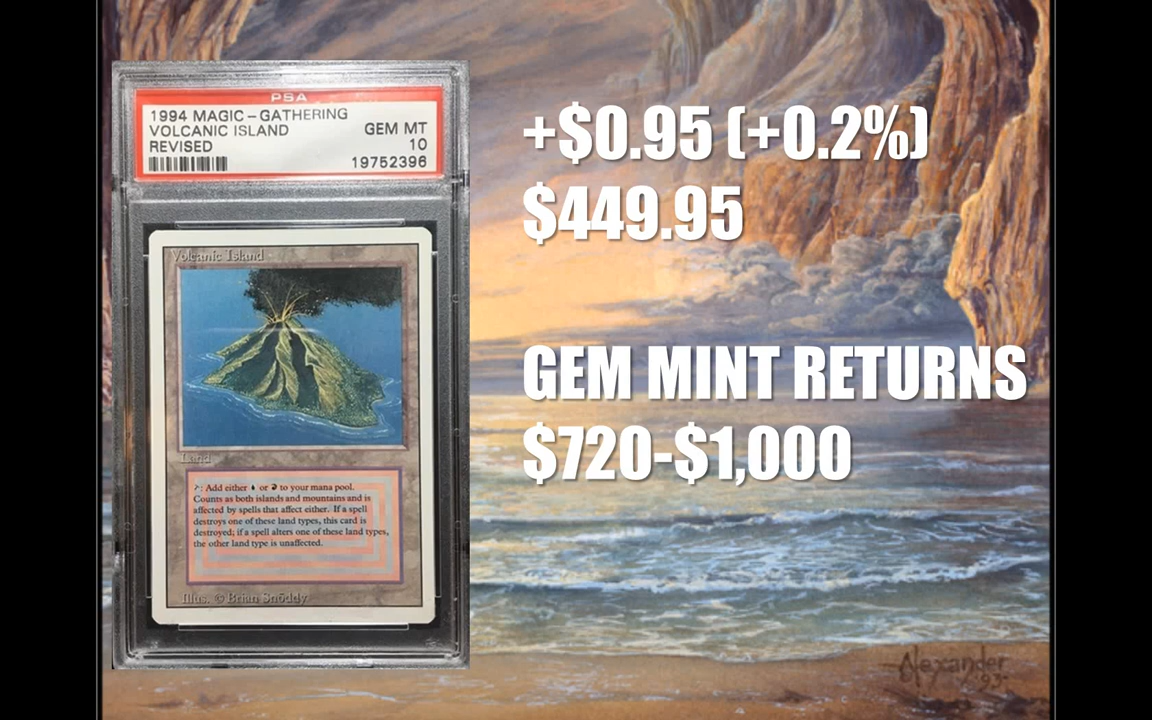 PSA
1994 MAGIC - GATHERING
VOLCANIC ISLAND GEM MT
REVISED 10
19752396
Volcanic Island
Land
: Add either or to your mana pool.
Counts as both islands and mountains and is
affected by spells that affect either. If a spell
destroys one of these land types, this card is
destroyed; if a spell alters one of these land types,
the other land type is unaffected.
Illus. © Brian Snõddy
+$0.95 (+0.2%)
$449.95
GEM MINT RETURNS
$720-$1,000
Alexander
'93